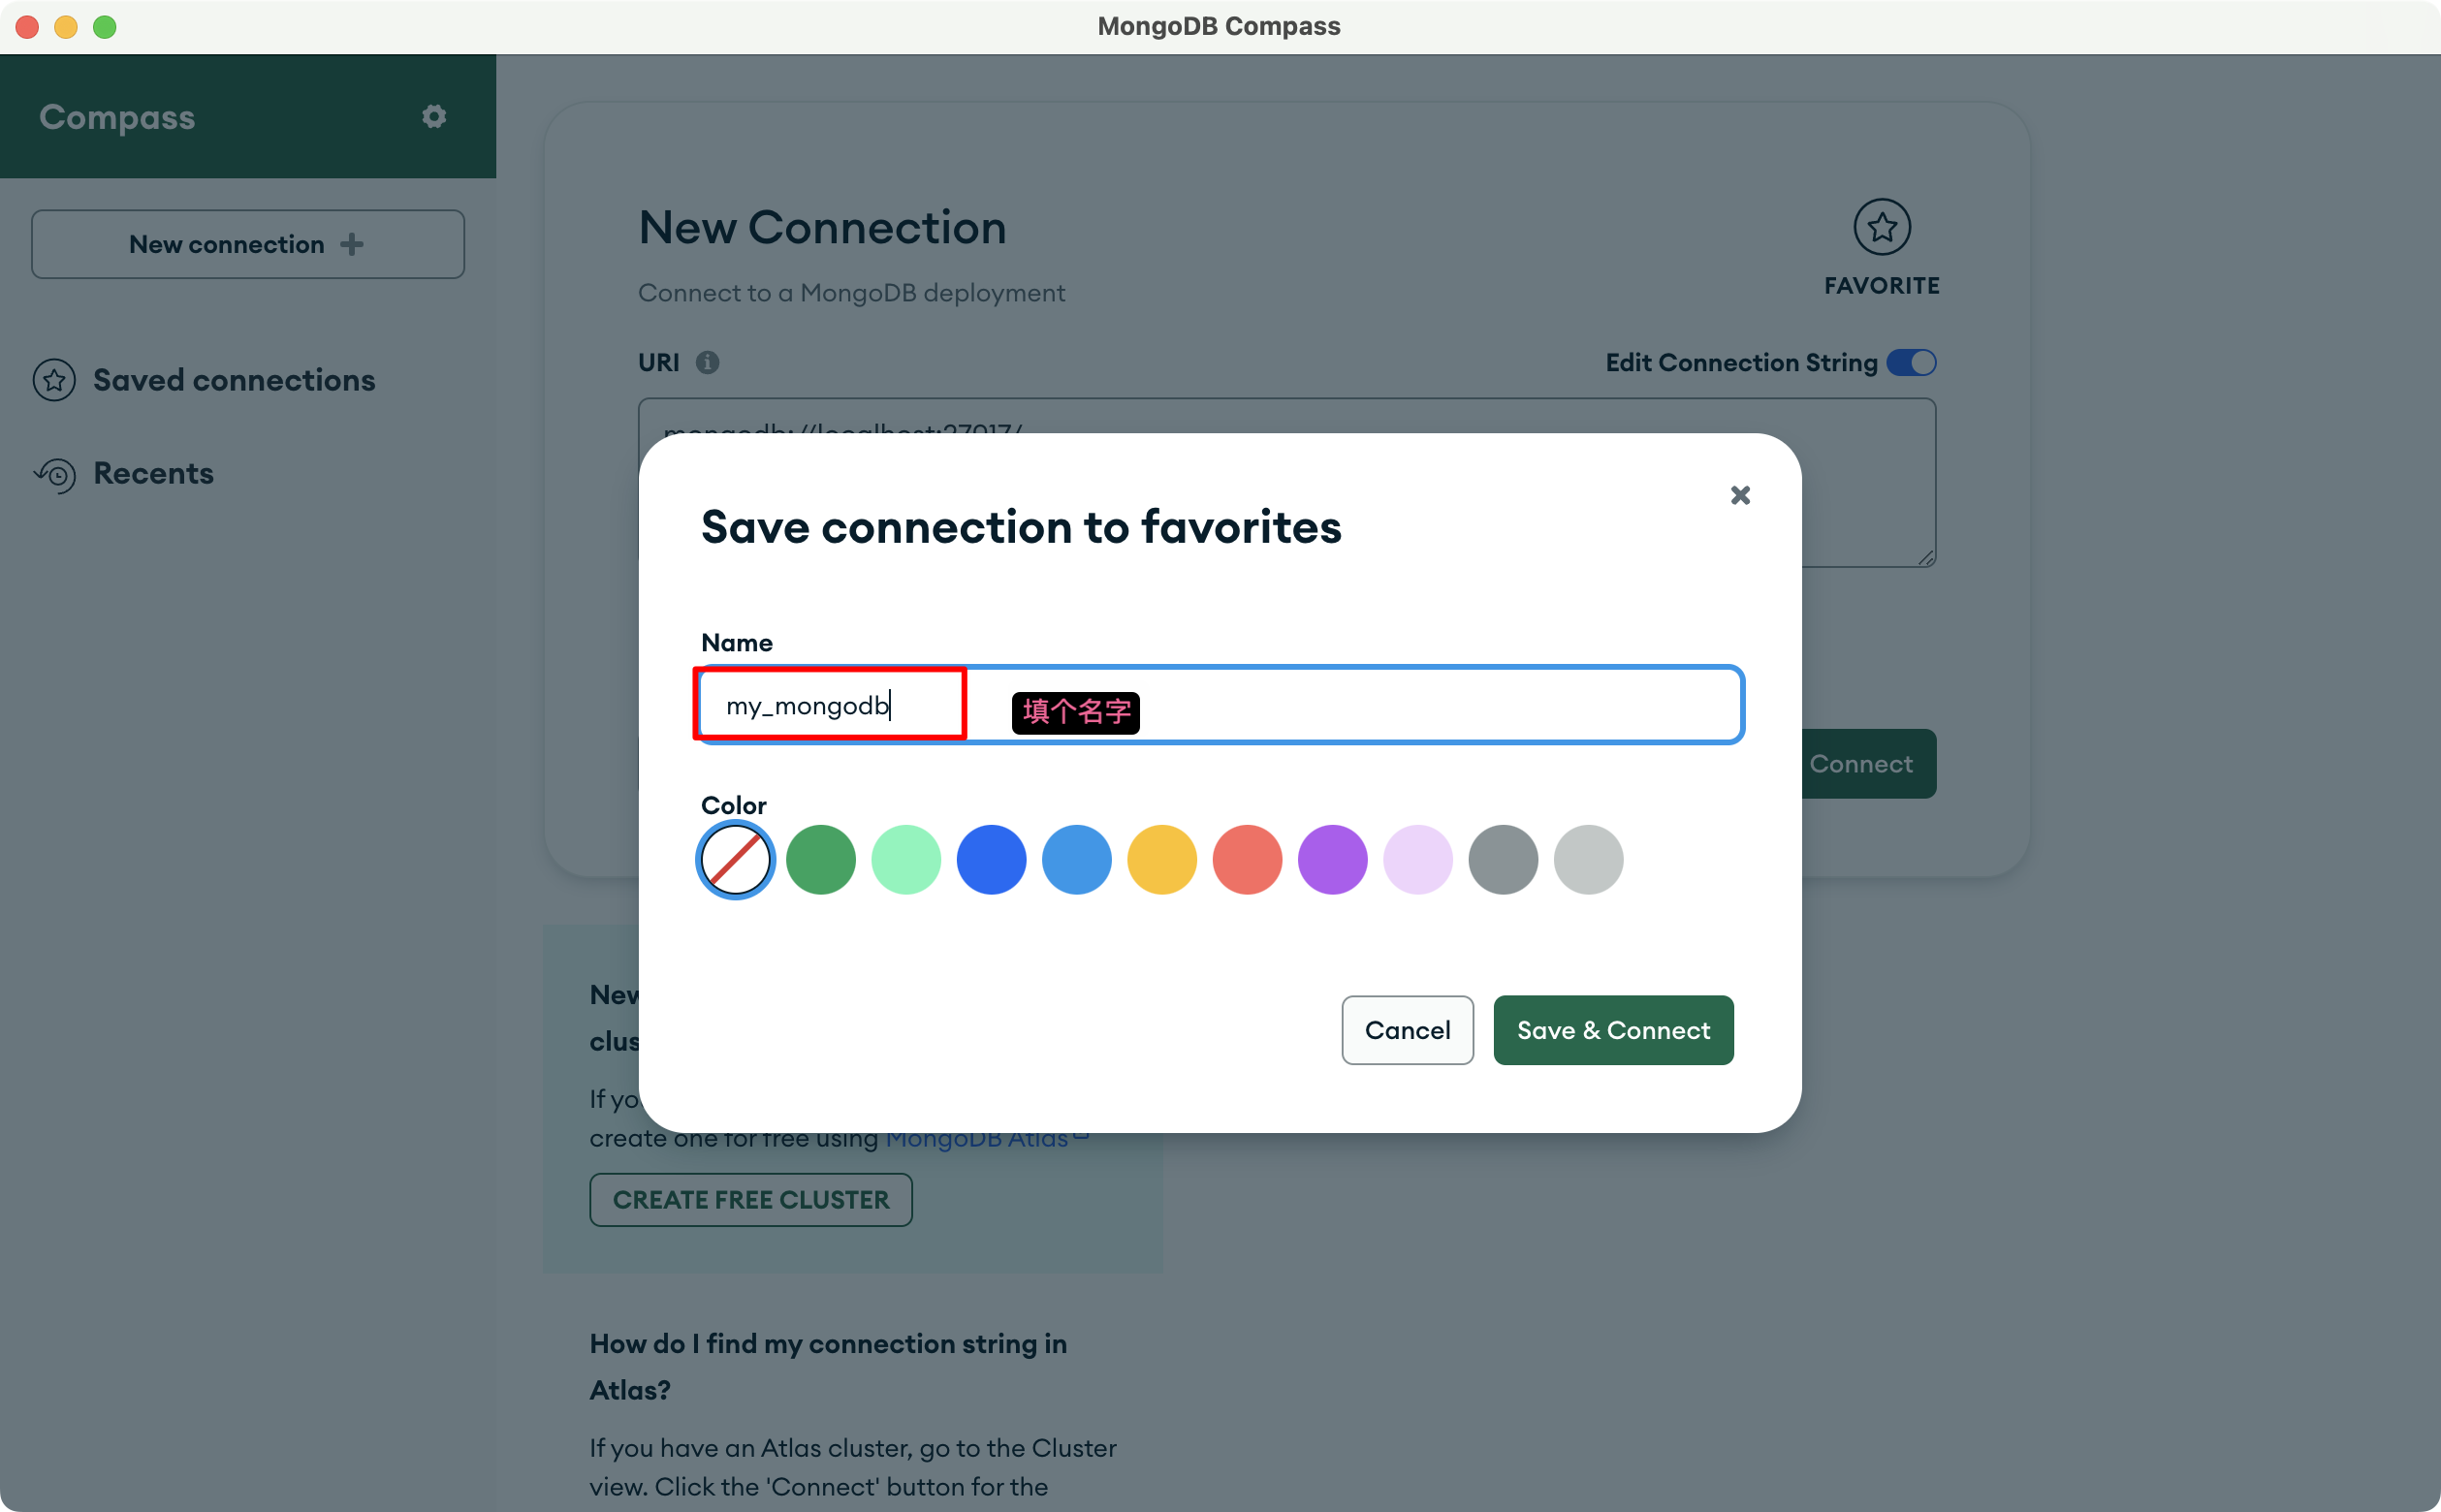 MongoDB Compass
Compass
New connection
Saved connections
Recents
New Connection
Connect to a MongoDB deployment
FAVORITE
URI
Edit Connection String
mongodb://localhost:27017/
Save connection to favorites
Name
my_mongodb
填个名字
Color
Connect
Cancel
Save & Connect
New
clus
If yo
create one for free using MongoDB Atlas
CREATE FREE CLUSTER
How do I find my connection string in
Atlas?
If you have an Atlas cluster, go to the Cluster
view. Click the 'Connect' button for the